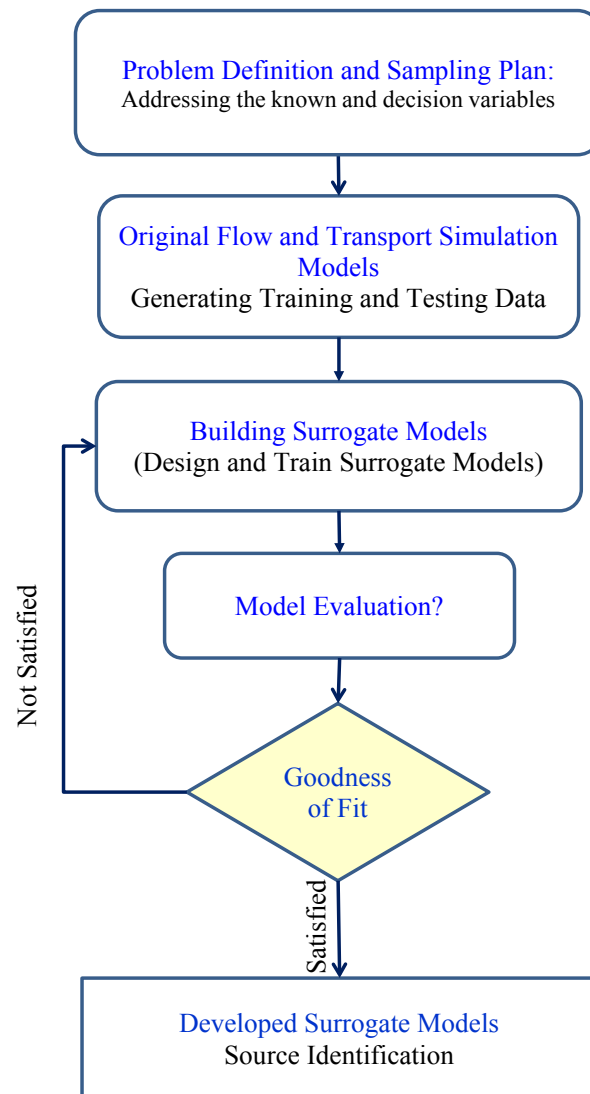 Problem Definition and Sampling Plan:
Addressing the known and decision variables
Original Flow and Transport Simulation
Models
Generating Training and Testing Data
Building Surrogate Models
(Design and Train Surrogate Models)
Model Evaluation?
Not Satisfied
Goodness
of Fit
Satisfied
Developed Surrogate Models
Source Identification